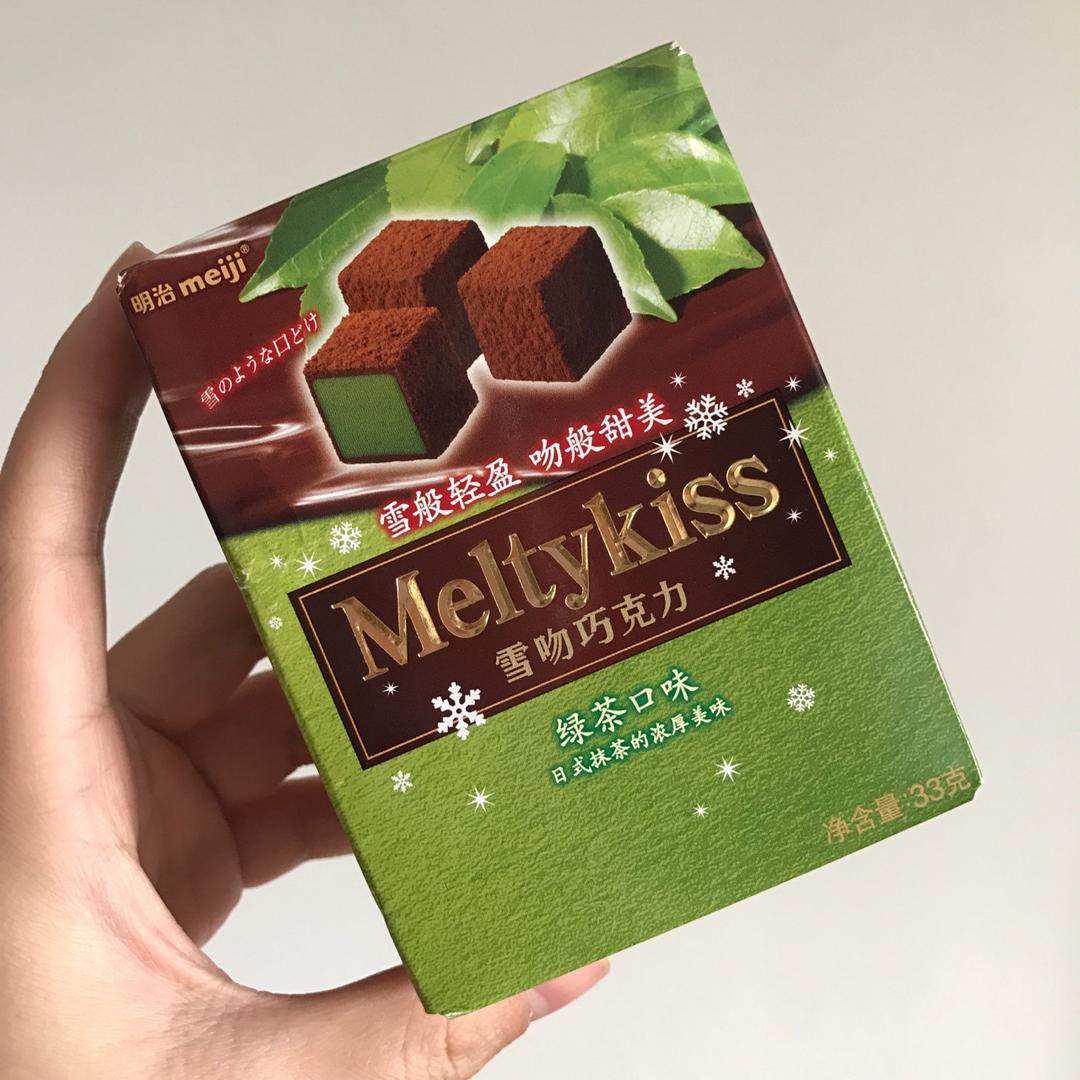 明治 meiji®
雪のような口どけ
雪般轻盈 吻般甜美
Meltykiss
雪吻巧克力
绿茶口味
日式抹茶的浓厚美味
净含量:33克